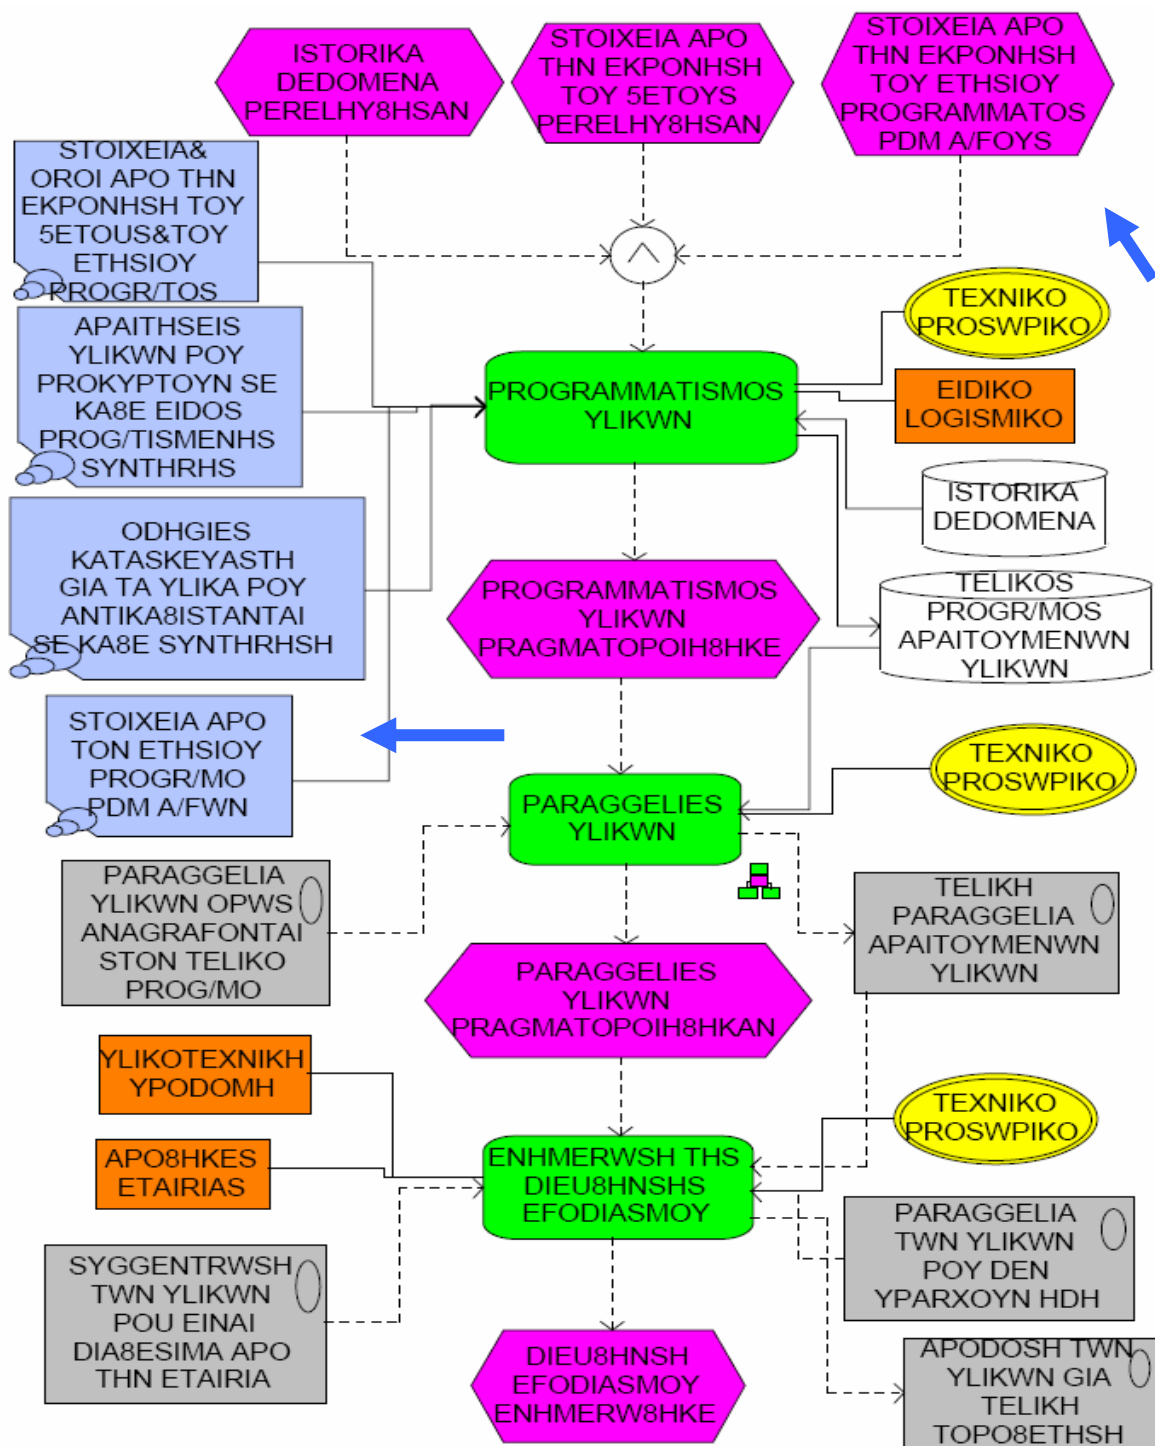 ISTORIKA
DEDOMENA
PERELHY8HSAN
STOIXEIA APO
THN EKPONHSH
TOY 5ETOYS
PERELHY8HSAN
STOIXEIA APO
THN EKPONHSH
TOY ETHSIOY
PROGRAMMATOS
PDM A/FOYS
STOIXEIA&
OROI APO THN
EKPONHSH TOY
5ETOUS&TOY
ETHSIOY
PROGR/TOS
TEXNIKO
PROSWPIKO
APAITHSEIS
YLIKWN POY
PROKYPTOYN SE
KA8E EIDOS
PROG/TISMENHS
SYNTHRHS
PROGRAMMATISMOS
YLIKWN
EIDIKO
LOGISMIKO
ISTORIKA
DEDOMENA
ODHGIES
KATASKEYASTH
GIA TA YLIKA POY
ANTIKA8ISTANTAI
SE KA8E SYNTHRHSH
PROGRAMMATISMOS
YLIKWN
PRAGMATOPOIH8HKE
TELIKOS
PROGR/MOS
APAITOYMENWN
YLIKWN
STOIXEIA APO
TON ETHSIOY
PROGR/MO
PDM A/FWN
TEXNIKO
PROSWPIKO
PARAGGELIES
YLIKWN
PARAGGELIA
YLIKWN OPWS
ANAGRAFONTAI
STON TELIKO
PROG/MO
TELIKH
PARAGGELIA
APAITOYMENWN
YLIKWN
PARAGGELIES
YLIKWN
PRAGMATOPOIH8HKAN
YLIKOTEXNIKH
YPODOMH
TEXNIKO
PROSWPIKO
APO8HKES
ETAIRIAS
ENHMERWSH THS
DIEU8HNSHS
EFODIASMOY
PARAGGELIA
TWN YLIKWN
POY DEN
YPARXOYN HDH
SYGGENTRWSH
TWN YLIKWN
POU EINAI
DIA8ESIMA APO
THN ETAIRIA
DIEU8HNSH
EFODIASMOY
ENHMERW8HKE
APODOSH TWN
YLIKWN GIA
TELIKH
TOPO8ETHSH